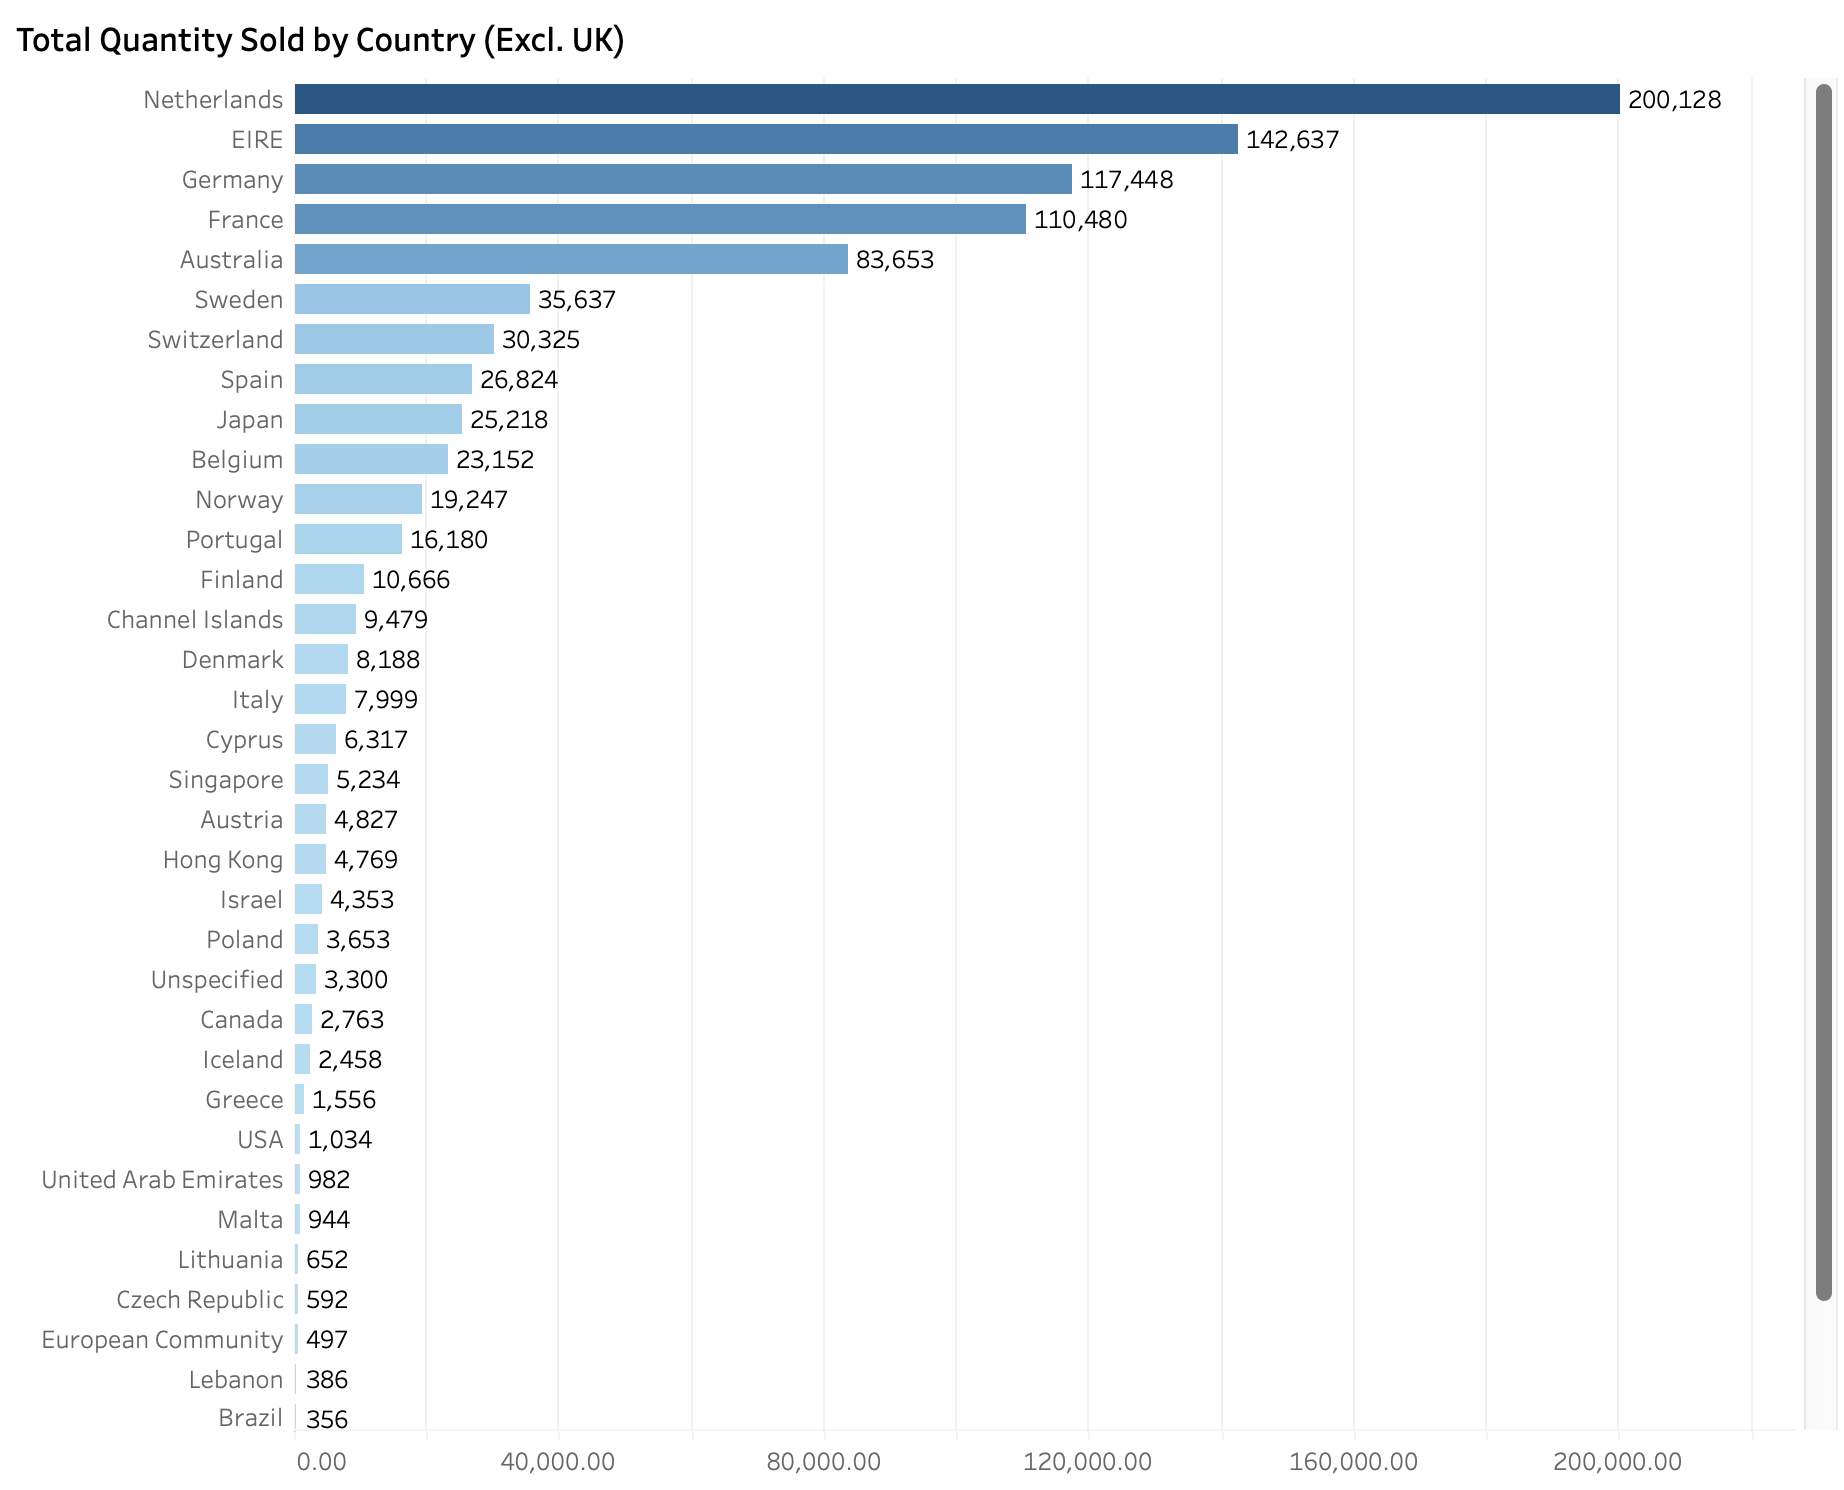 Total Quantity Sold by Country (Excl. UK)
Netherlands 200,128
EIRE 142,637
Germany 117,448
France 110,480
Australia 83,653
Sweden 35,637
Switzerland 30,325
Spain 26,824
Japan 25,218
Belgium 23,152
Norway 19,247
Portugal 16,180
Finland 10,666
Channel Islands 9,479
Denmark 8,188
Italy 7,999
Cyprus 6,317
Singapore 5,234
Austria 4,827
Hong Kong 4,769
Israel 4,353
Poland 3,653
Unspecified 3,300
Canada 2,763
Iceland 2,458
Greece 1,556
USA 1,034
United Arab Emirates 982
Malta 944
Lithuania 652
Czech Republic 592
European Community 497
Lebanon 386
Brazil 356
0.00 40,000.00 80,000.00 120,000.00 160,000.00 200,000.00